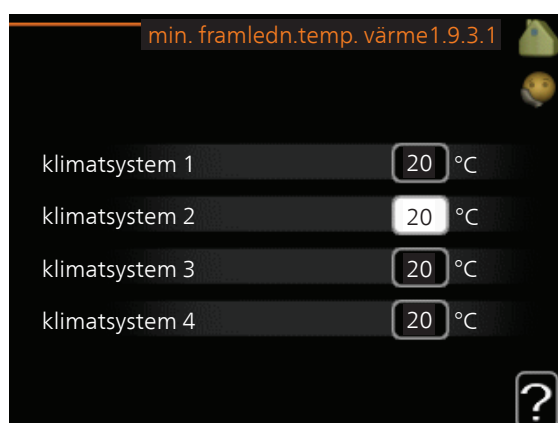 min. framledn.temp. värme1.9.3.1
klimatsystem 1 20 °C
klimatsystem 2 20 °C
klimatsystem 3 20 °C
klimatsystem 4 20 °C
?